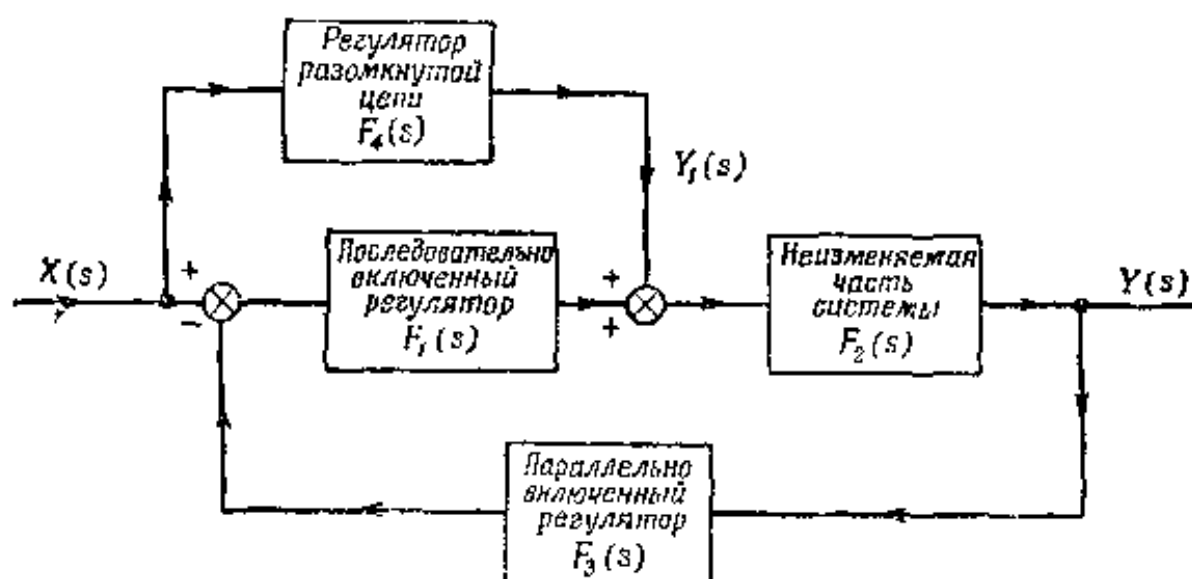 Регулятор
разомкнутой
цепи
F₄(s)
Y₁(s)
X(s)
+
−
Последовательно
включенный
регулятор
F₁(s)
+
+
Неизменяемая
часть
системы
F₂(s)
Y(s)
Параллельно
включенный
регулятор
F₃(s)